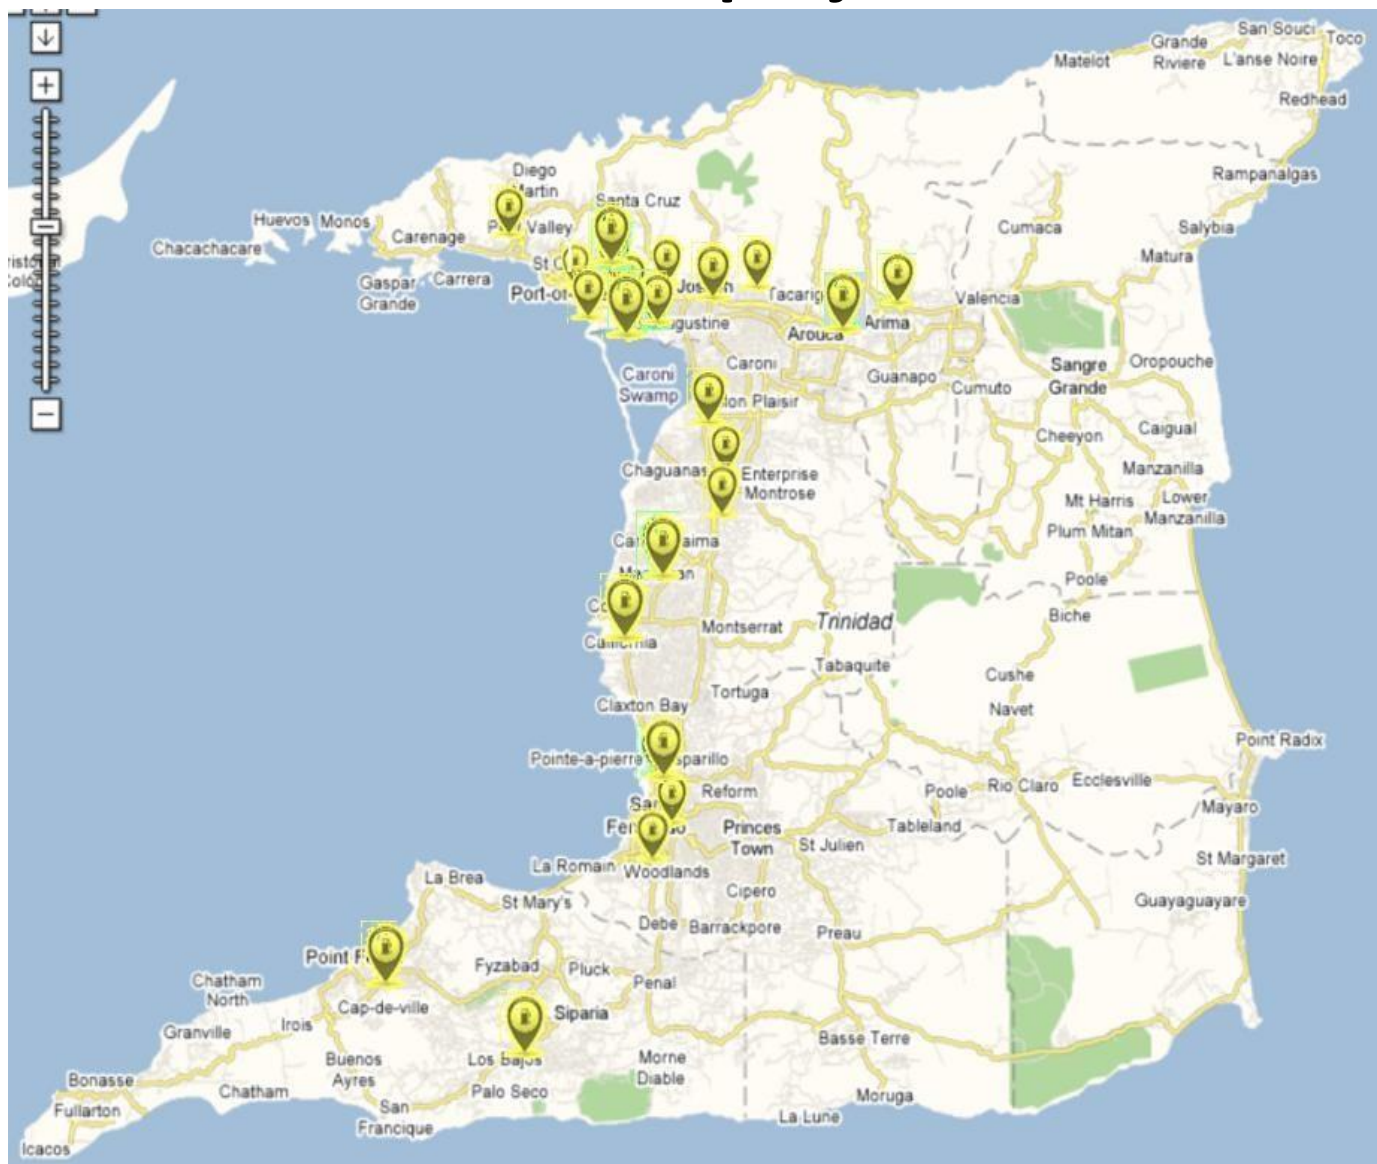 San Souci
Toco
Grande
Riviere
Matelot
L'anse Noire
Redhead
Diego
Martin
Rampanalgas
Santa Cruz
Huevos
Monos
Valley
Cumaca
Salybia
Carenage
Chacachacare
Matura
Gaspar
Grande
Carrera
Valencia
Arima
Arouca
Caroni
Sangre
Grande
Oropouche
Caroni
Swamp
Guanapo
Cumuto
Plaisir
Cheeyon
Caigual
Chaguanas
Enterprise
Montrose
Manzanilla
Mt Harris
Lower
Manzanilla
Plum Mitan
Poole
Biche
Trinidad
Montserrat
California
Tabaquite
Cushe
Tortuga
Navet
Claxton Bay
Point Radix
Pointe-a-pierre
Reform
Poole
Rio Claro
Ecclesville
Mayaro
Princes
Town
Tableland
St Julien
La Romain
Woodlands
St Margaret
La Brea
Cipero
St Mary's
Guayaguayare
Debe
Barrackpore
Preau
Point
Fyzabad
Pluck
Penal
Chatham
North
Cap-de-ville
Siparia
Irois
Granville
Basse Terre
Buenos
Ayres
Los Bajos
Morne
Diable
Bonasse
Chatham
Palo Seco
Moruga
Fullarton
San
Francique
La Lune
Icacos